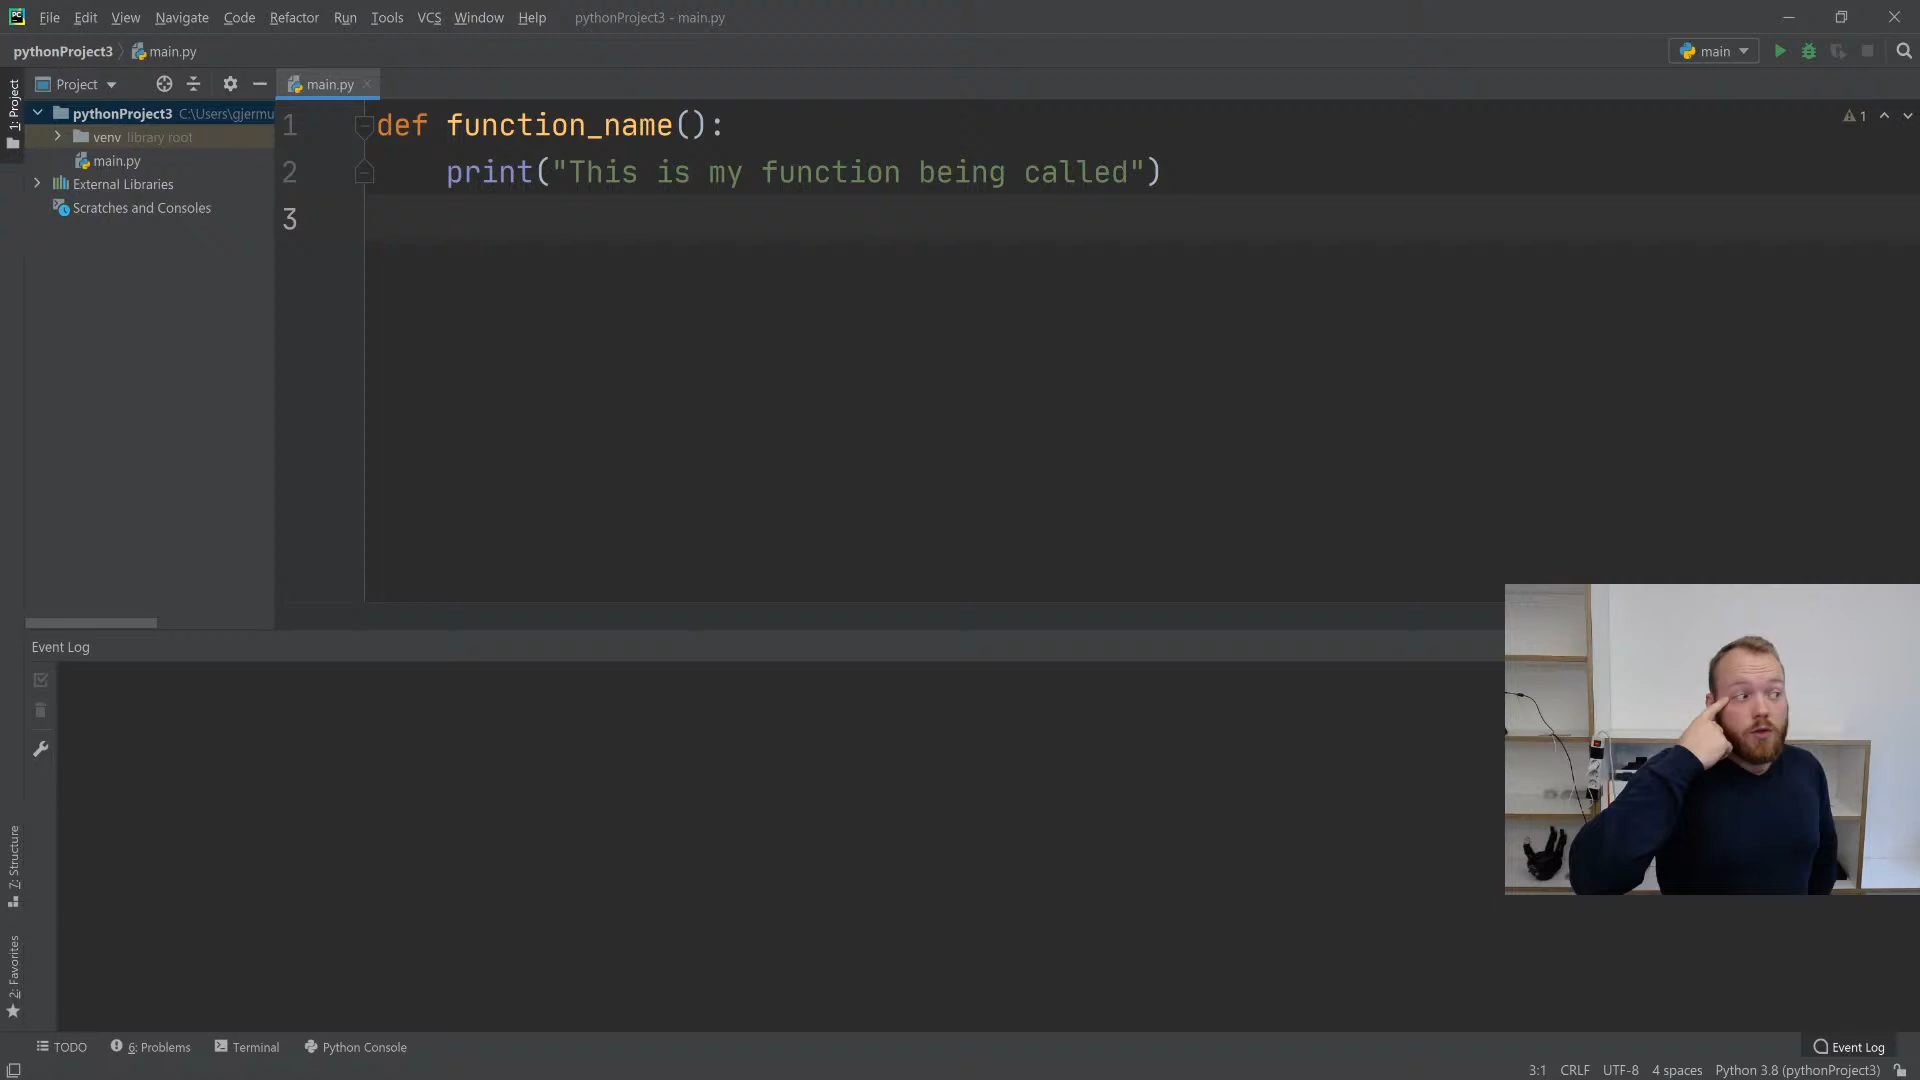 File Edit View Navigate Code Refactor Run Tools VCS Window Help pythonProject3 - main.py
pythonProject3 main.py main
1: Project
Project main.py
pythonProject3 C:\Users\gjermu
venv library root
main.py
External Libraries
Scratches and Consoles
1 def function_name():
2 print("This is my function being called")
3
1
Event Log
7: Structure
2: Favorites
TODO 6: Problems Terminal Python Console Event Log
3:1 CRLF UTF-8 4 spaces Python 3.8 (pythonProject3)